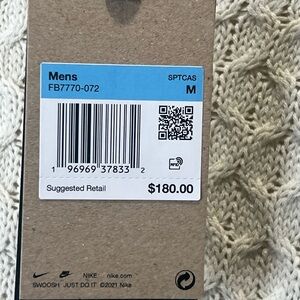 Mens SPTCAS
FB7770-072 M
1 96969 37833 2
RFID
Suggested Retail $180.00
NIKE nike.com
SWOOSH JUST DO IT ©2021 Nike